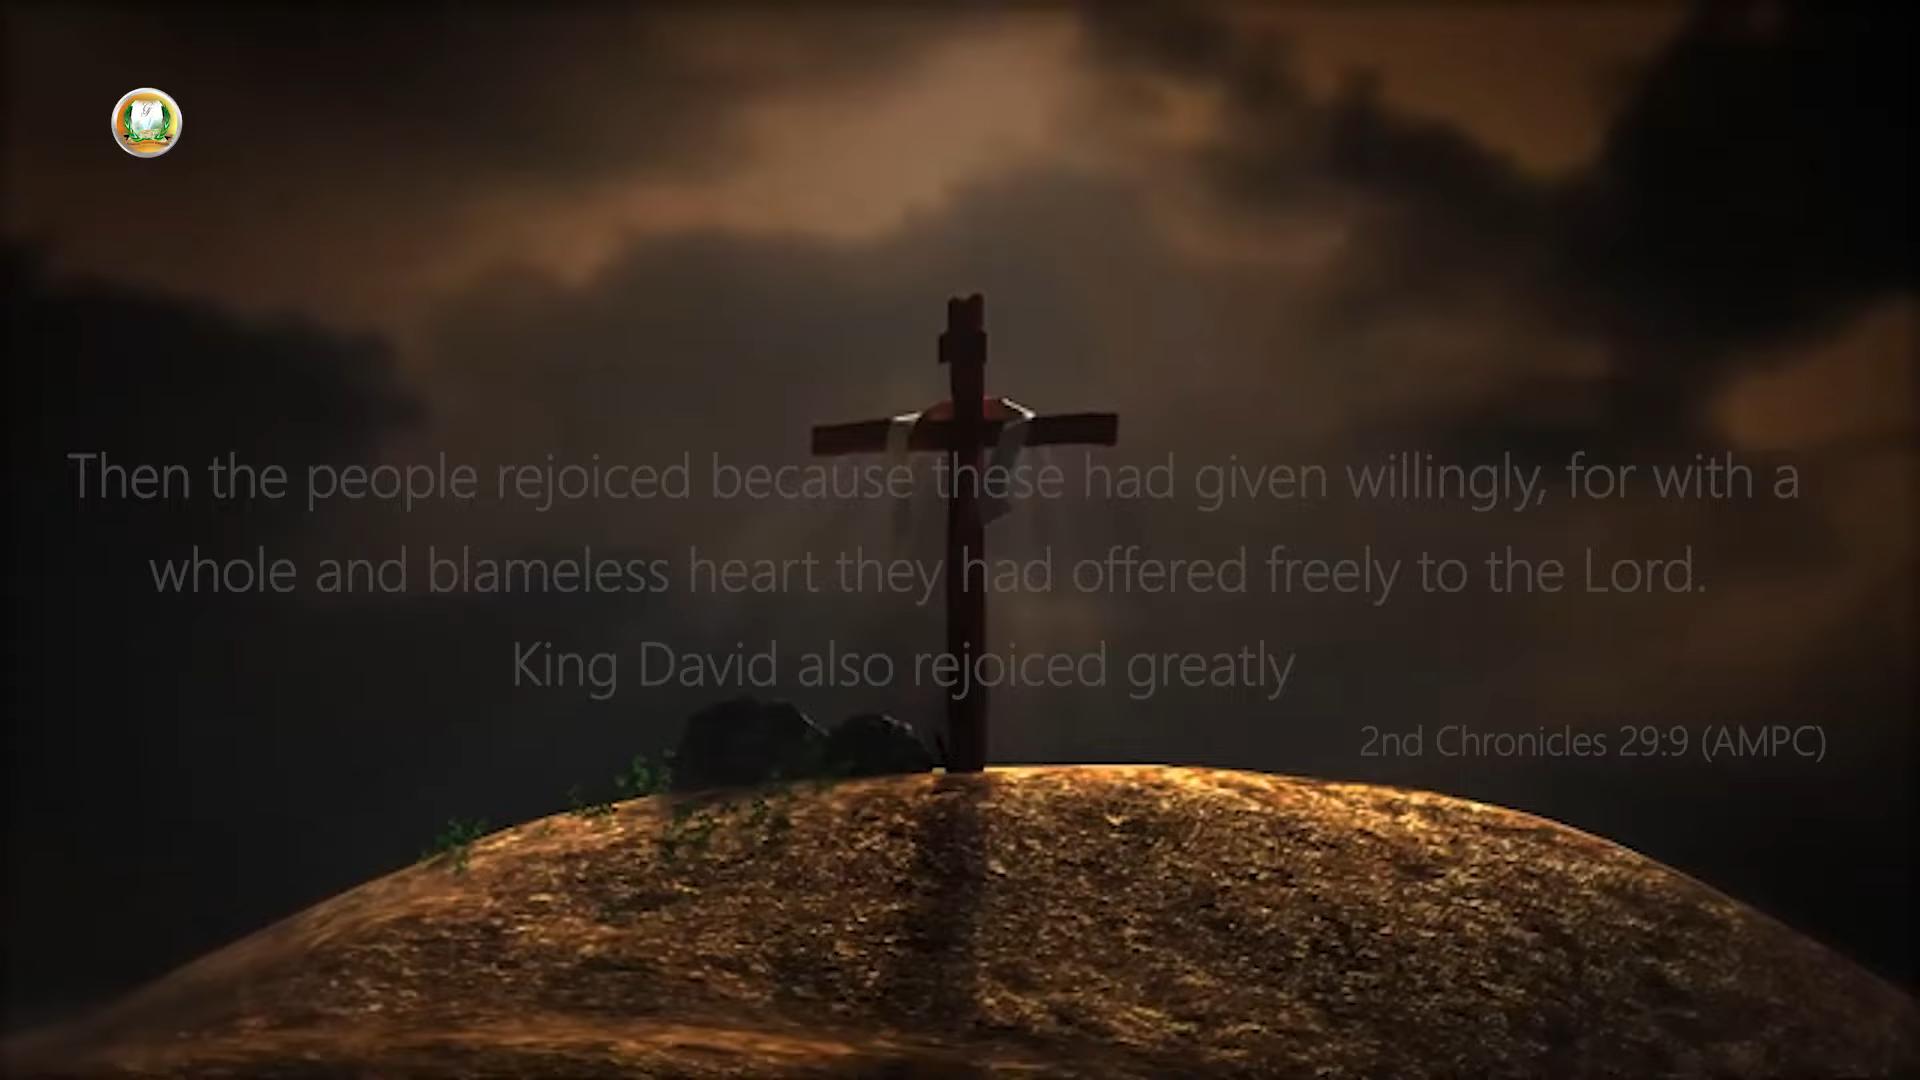 Then the people rejoiced because these had given willingly, for with a
whole and blameless heart they had offered freely to the Lord.
King David also rejoiced greatly
2nd Chronicles 29:9 (AMPC)